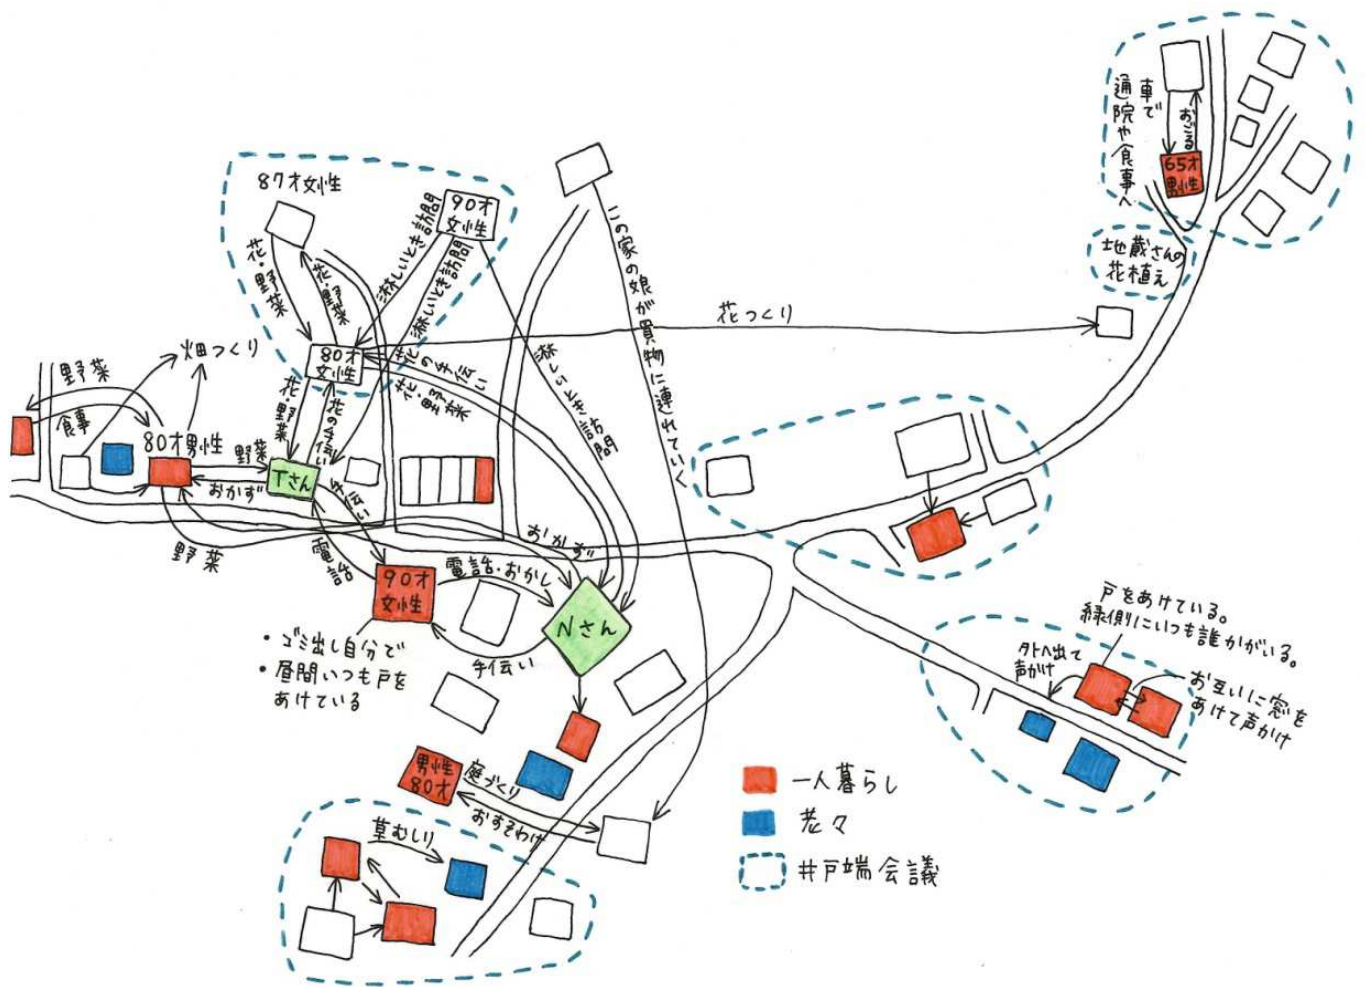 87才女性
90才
女性
淋しいとき訪問
淋しいとき訪問
淋しいとき訪問
花・野菜
花・野菜
80才
女性
花の手伝い
花・野菜
花・野菜
花の手伝い
花つくり
この家の娘が買物に連れていく
車で
通院や食事へ
おごる
65才
男性
地蔵さんの
花植え
畑つくり
野菜
食事
80才男性
野菜
おかず
Tさん
手伝い
電話
野菜
おかず
90才
女性
電話・おかし
Nさん
手伝い
・ゴミ出し自分で
・昼間いつも戸を
あけている
男性
80才
庭づくり
おすそわけ
草むしり
戸をあけている。
縁側にいつも誰かがいる。
外へ出て
声がけ
お互いに窓を
あけて声かけ
一人暮らし
老々
井戸端会議